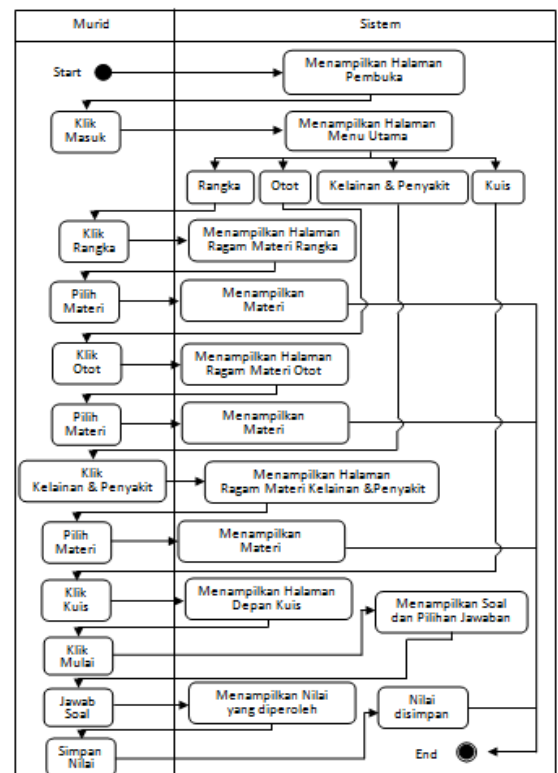 Murid
Sistem
Start
Menampilkan Halaman
Pembuka
Klik
Masuk
Menampilkan Halaman
Menu Utama
Rangka
Otot
Kelainan & Penyakit
Kuis
Klik
Rangka
Menampilkan Halaman
Ragam Materi Rangka
Pilih
Materi
Menampilkan
Materi
Klik
Otot
Menampilkan Halaman
Ragam Materi Otot
Pilih
Materi
Menampilkan
Materi
Klik
Kelainan & Penyakit
Menampilkan Halaman
Ragam Materi Kelainan &Penyakit
Pilih
Materi
Menampilkan
Materi
Klik
Kuis
Menampilkan Halaman
Depan Kuis
Menampilkan Soal
dan Pilihan Jawaban
Klik
Mulai
Jawab
Soal
Menampilkan Nilai
yang diperoleh
Nilai
disimpan
Simpan
Nilai
End